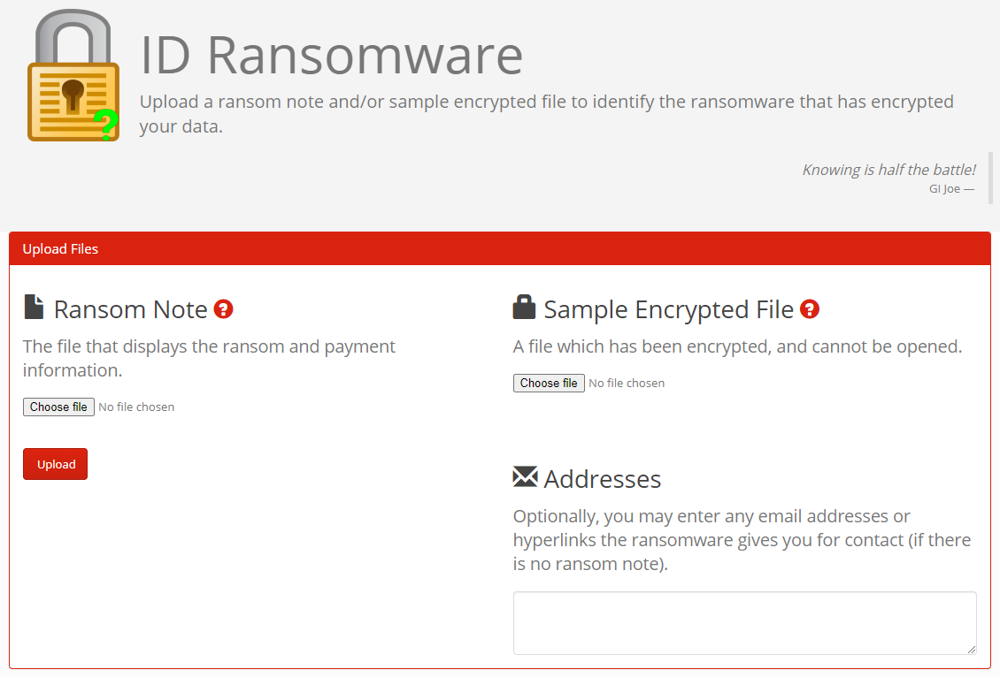 ID Ransomware
Upload a ransom note and/or sample encrypted file to identify the ransomware that has encrypted
your data.
Knowing is half the battle!
GI Joe —
Upload Files
Ransom Note ?
The file that displays the ransom and payment
information.
Choose file No file chosen
Upload
Sample Encrypted File ?
A file which has been encrypted, and cannot be opened.
Choose file No file chosen
Addresses
Optionally, you may enter any email addresses or
hyperlinks the ransomware gives you for contact (if there
is no ransom note).